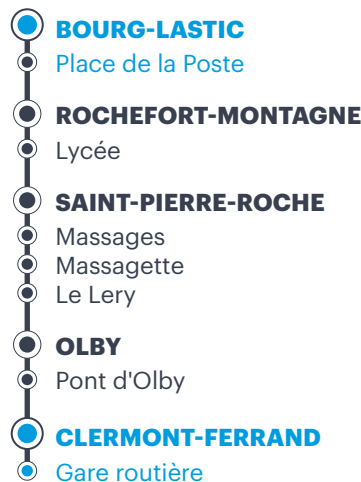 BOURG-LASTIC
Place de la Poste
ROCHEFORT-MONTAGNE
Lycée
SAINT-PIERRE-ROCHE
Massages
Massagette
Le Lery
OLBY
Pont d'Olby
CLERMONT-FERRAND
Gare routière